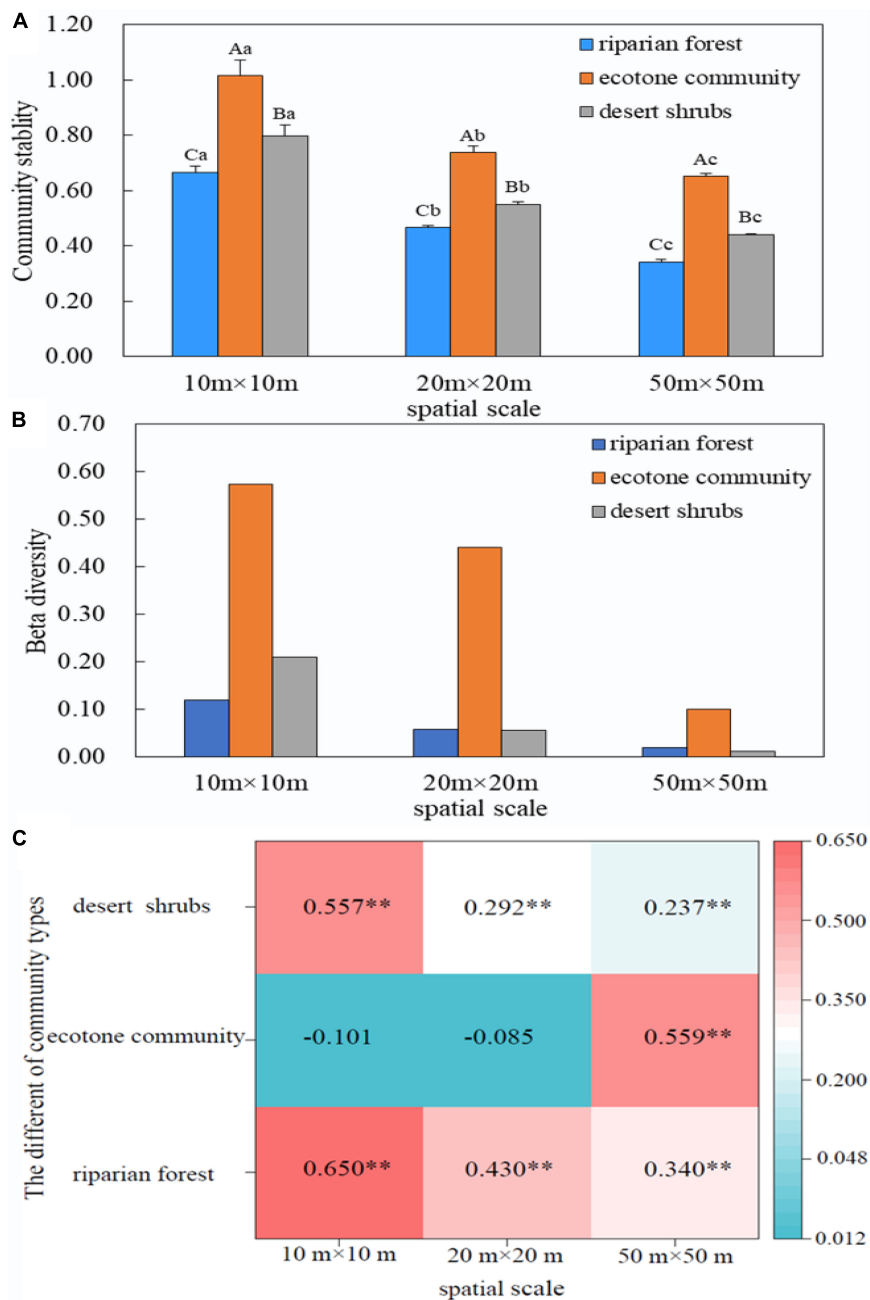 A
1.20
1.00
0.80
0.60
0.40
0.20
0.00
Community stablity
riparian forest
ecotone community
desert shrubs
Ca Aa Ba
Cb Ab Bb
Cc Ac Bc
10m×10m 20m×20m 50m×50m
spatial scale
B
0.70
0.60
0.50
0.40
0.30
0.20
0.10
0.00
Beta diversity
riparian forest
ecotone community
desert shrubs
10m×10m 20m×20m 50m×50m
spatial scale
C
The different of community types
desert shrubs 0.557** 0.292** 0.237**
ecotone community -0.101 -0.085 0.559**
riparian forest 0.650** 0.430** 0.340**
10 m×10 m 20 m×20 m 50 m×50 m
spatial scale
0.650
0.500
0.350
0.200
0.048
0.012